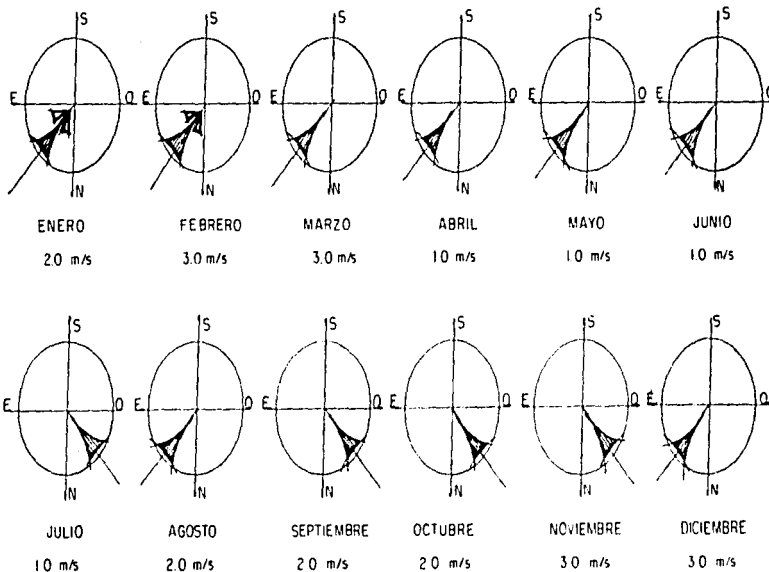 S S S S S S
E O E O E O E O E O E O
N N N N N N
ENERO FEBRERO MARZO ABRIL MAYO JUNIO
2.0 m/s 3.0 m/s 3.0 m/s 1.0 m/s 1.0 m/s 1.0 m/s
S S S S S S
E O E O E O E O E O E O
N N N N N N
JULIO AGOSTO SEPTIEMBRE OCTUBRE NOVIEMBRE DICIEMBRE
1.0 m/s 2.0 m/s 2.0 m/s 2.0 m/s 3.0 m/s 3.0 m/s